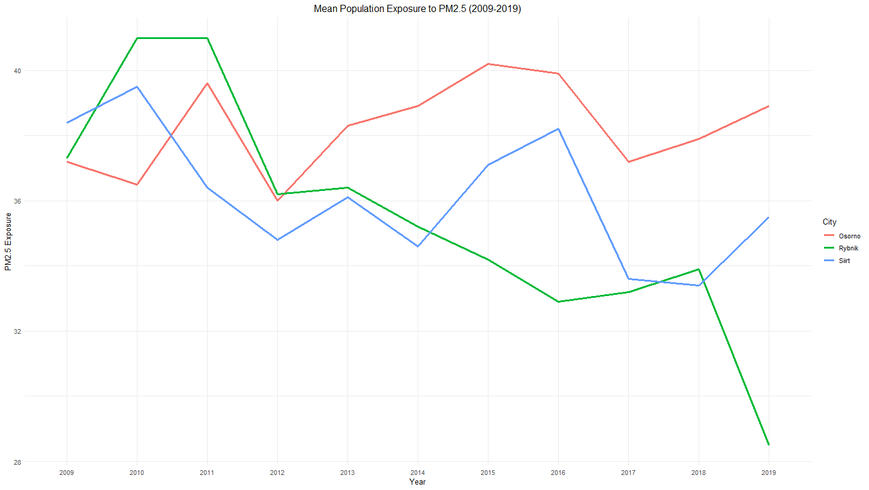 Mean Population Exposure to PM2.5 (2009-2019)
PM2.5 Exposure
40
36
32
28
2009 2010 2011 2012 2013 2014 2015 2016 2017 2018 2019
Year
City
Osorno
Rybnik
Siirt